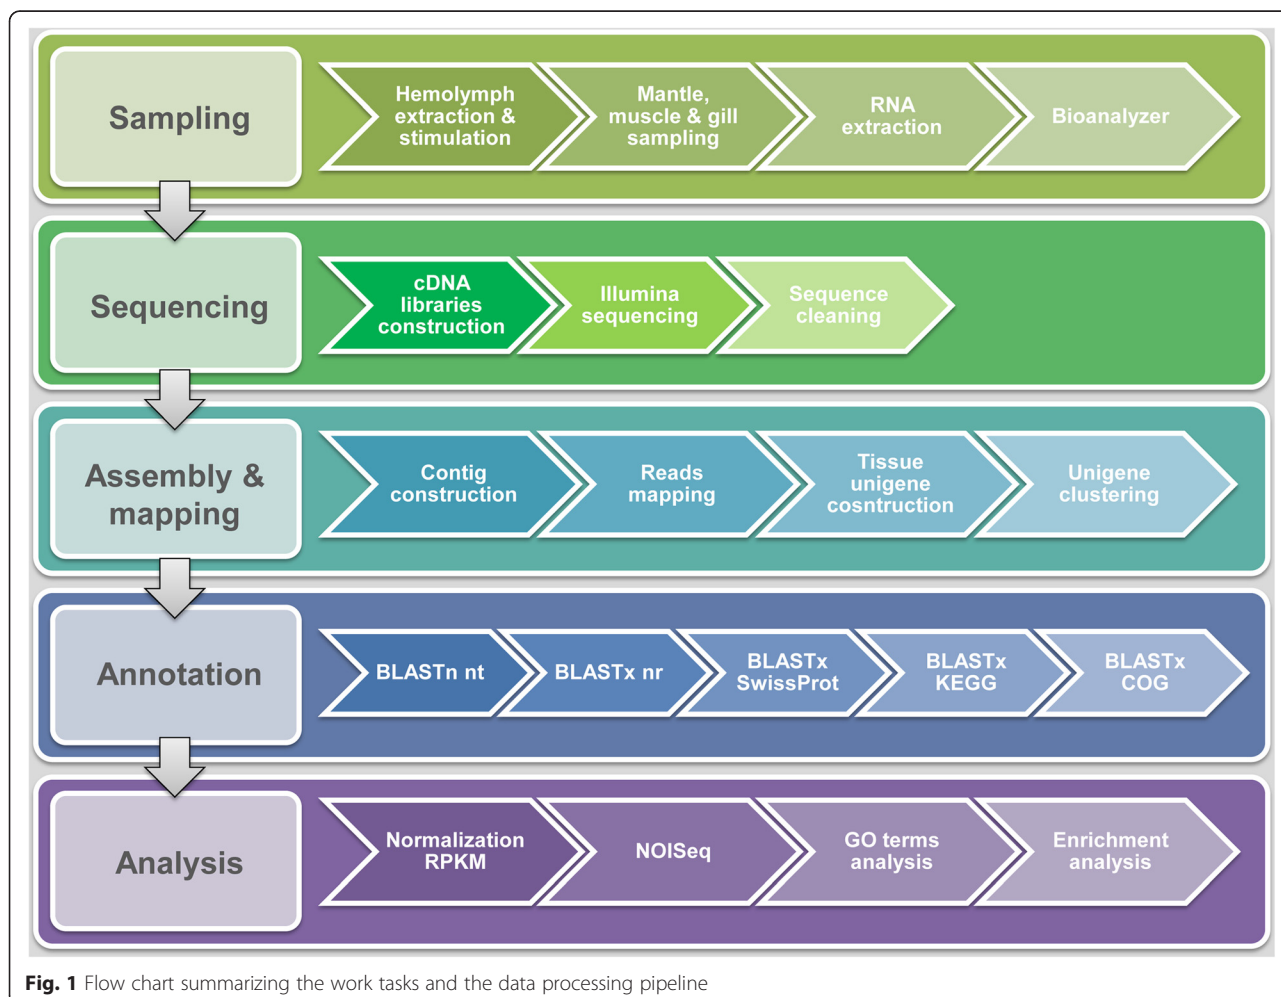 Sampling
Hemolymph
extraction &
stimulation
Mantle,
muscle & gill
sampling
RNA
extraction
Bioanalyzer
Sequencing
cDNA
libraries
construction
Illumina
sequencing
Sequence
cleaning
Assembly &
mapping
Contig
construction
Reads
mapping
Tissue
unigene
cosntruction
Unigene
clustering
Annotation
BLASTn nt
BLASTx nr
BLASTx
SwissProt
BLASTx
KEGG
BLASTx
COG
Analysis
Normalization
RPKM
NOISeq
GO terms
analysis
Enrichment
analysis
Fig. 1 Flow chart summarizing the work tasks and the data processing pipeline